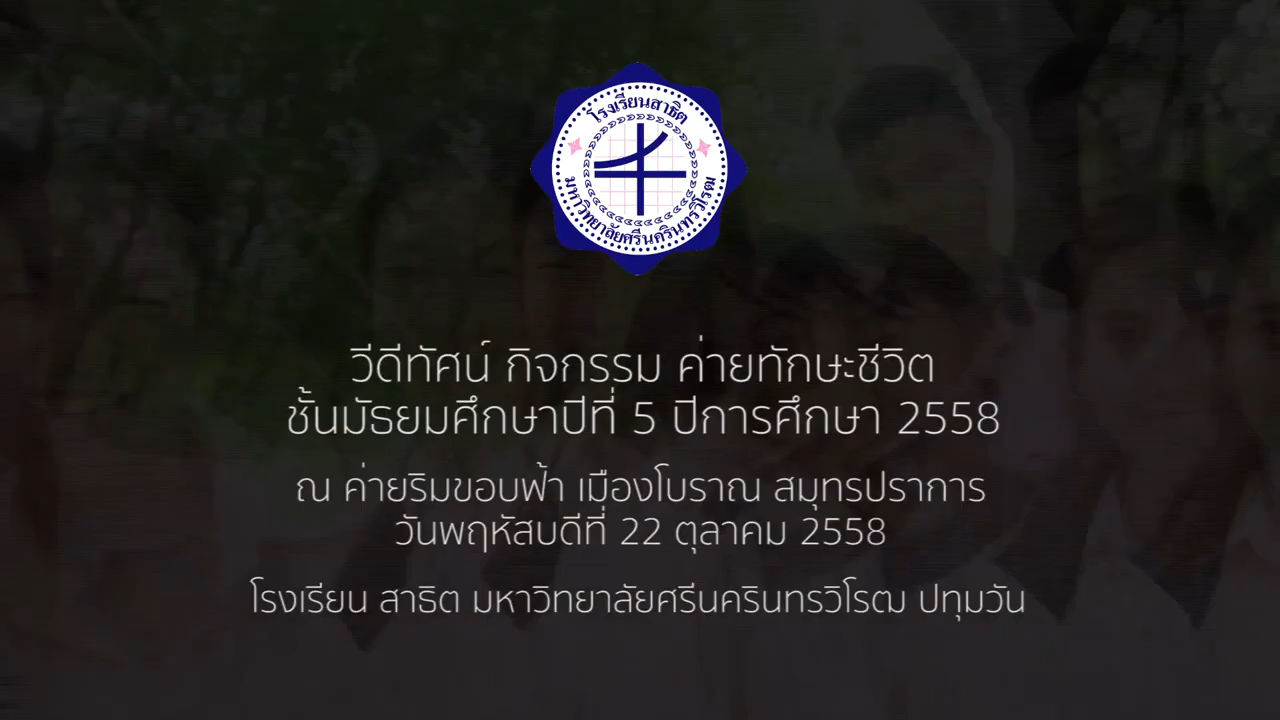 โรงเรียนสาธิต
มหาวิทยาลัยศรีนครินทรวิโรฒ
วีดีทัศน์ กิจกรรม ค่ายทักษะชีวิต
ชั้นมัธยมศึกษาปีที่ 5 ปีการศึกษา 2558
ณ ค่ายริมขอบฟ้า เมืองโบราณ สมุทรปราการ
วันพฤหัสบดีที่ 22 ตุลาคม 2558
โรงเรียน สาธิต มหาวิทยาลัยศรีนครินทรวิโรฒ ปทุมวัน